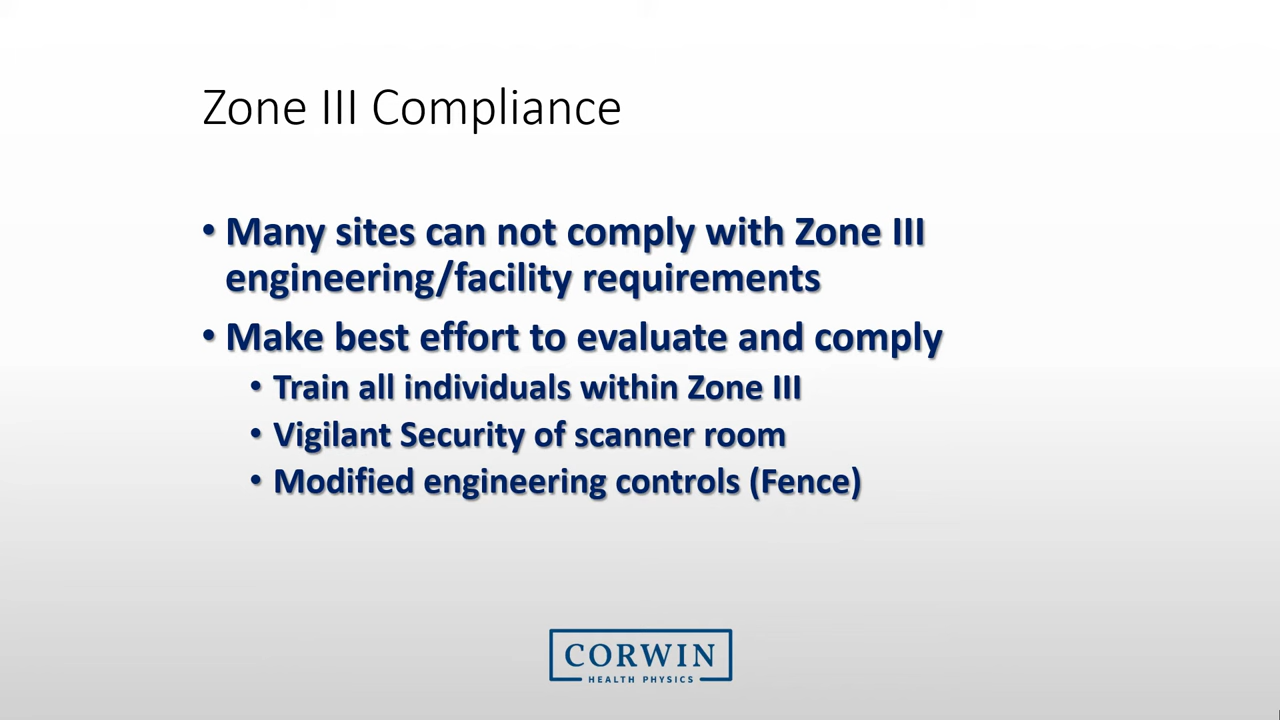 Zone III Compliance
• Many sites can not comply with Zone III
engineering/facility requirements
• Make best effort to evaluate and comply
• Train all individuals within Zone III
• Vigilant Security of scanner room
• Modified engineering controls (Fence)
CORWIN
HEALTH PHYSICS